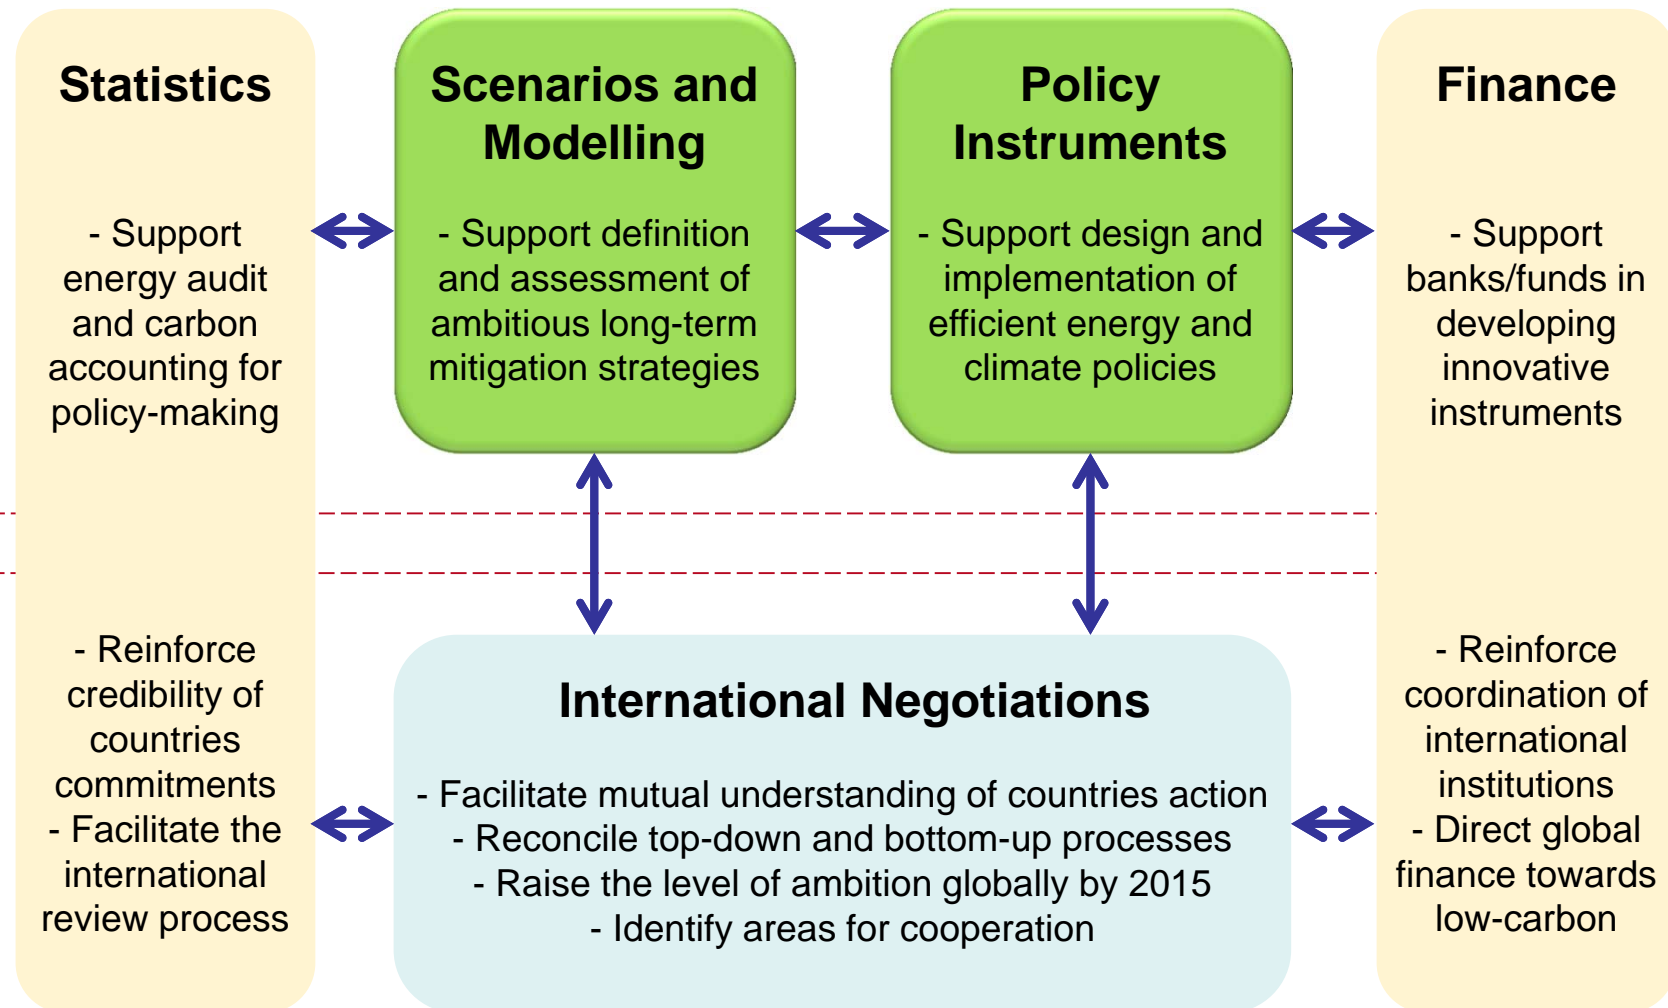 Statistics
- Support
energy audit
and carbon
accounting for
policy-making
- Reinforce
credibility of
countries
commitments
- Facilitate the
international
review process
Scenarios and
Modelling
- Support definition
and assessment of
ambitious long-term
mitigation strategies
Policy
Instruments
- Support design and
implementation of
efficient energy and
climate policies
International Negotiations
- Facilitate mutual understanding of countries action
- Reconcile top-down and bottom-up processes
- Raise the level of ambition globally by 2015
- Identify areas for cooperation
Finance
- Support
banks/funds in
developing
innovative
instruments
- Reinforce
coordination of
international
institutions
- Direct global
finance towards
low-carbon